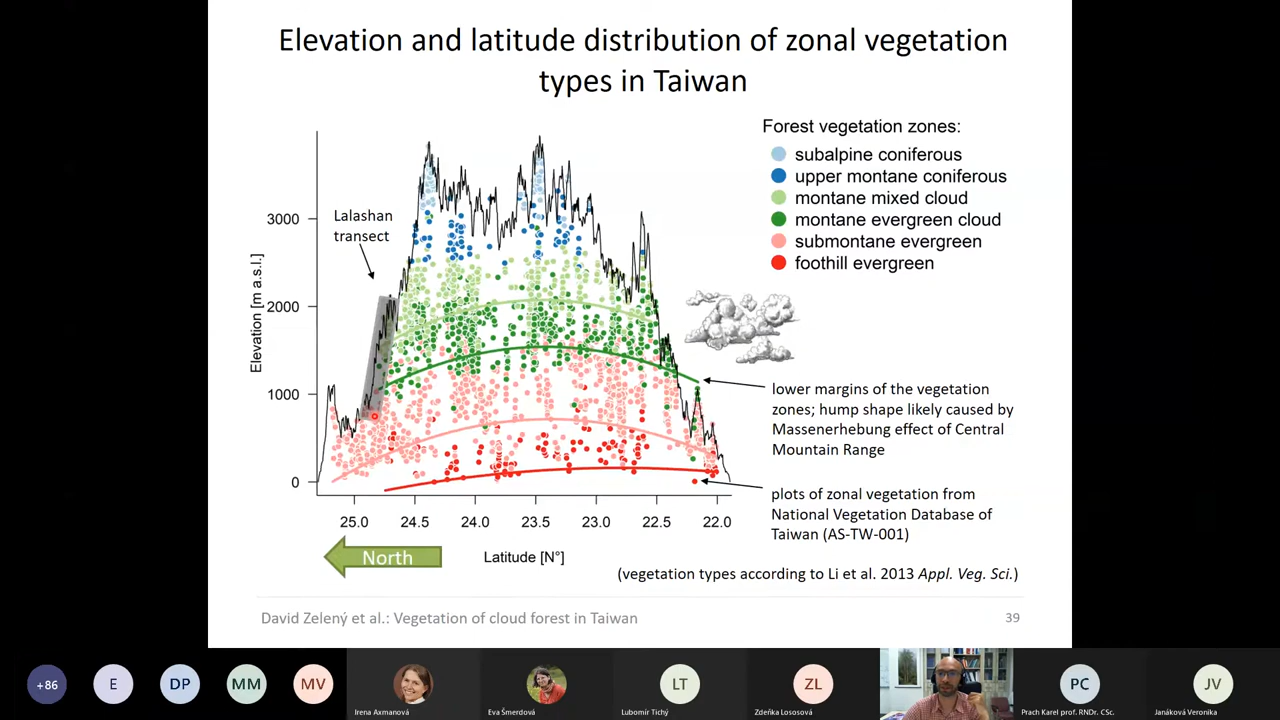 Elevation and latitude distribution of zonal vegetation
types in Taiwan
Forest vegetation zones:
subalpine coniferous
upper montane coniferous
montane mixed cloud
montane evergreen cloud
submontane evergreen
foothill evergreen
Lalashan
transect
Elevation [m a.s.l.]
3000
2000
1000
0
25.0
24.5
24.0
23.5
23.0
22.5
22.0
Latitude [N°]
North
lower margins of the vegetation
zones; hump shape likely caused by
Massenerhebung effect of Central
Mountain Range
plots of zonal vegetation from
National Vegetation Database of
Taiwan (AS-TW-001)
(vegetation types according to Li et al. 2013 Appl. Veg. Sci.)
David Zelený et al.: Vegetation of cloud forest in Taiwan
39
+86
E
DP
MM
MV
Irena Axmanová
Eva Šmerdová
LT
Lubomír Tichý
ZL
Zdeňka Lososová
PC
Prach Karel prof. RNDr. CSc.
JV
Janáková Veronika